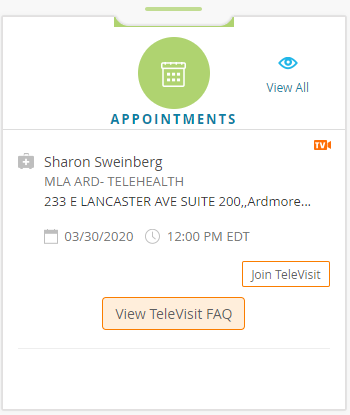 View All
APPOINTMENTS
TV
Sharon Sweinberg
MLA ARD- TELEHEALTH
233 E LANCASTER AVE SUITE 200,,Ardmore...
03/30/2020 12:00 PM EDT
Join TeleVisit
View TeleVisit FAQ